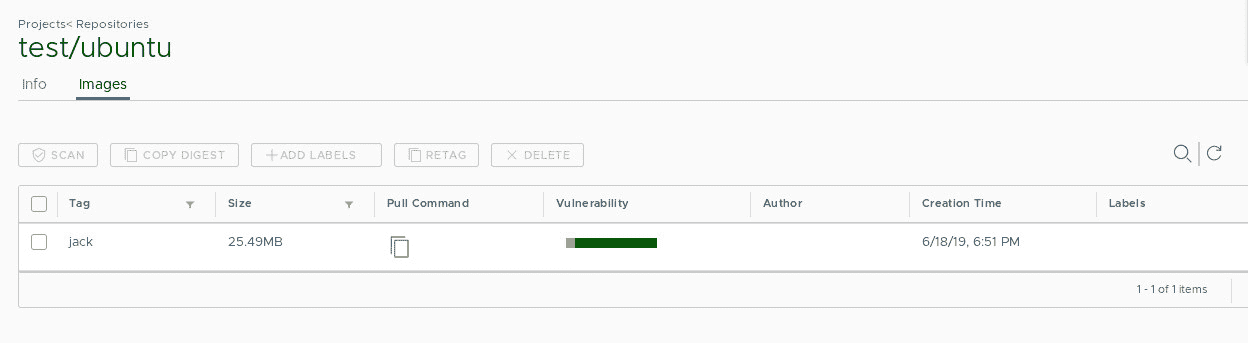 Projects< Repositories
test/ubuntu
Info Images
SCAN COPY DIGEST ADD LABELS RETAG DELETE
Tag Size Pull Command Vulnerability Author Creation Time Labels
jack 25.49MB 6/18/19, 6:51 PM
1 - 1 of 1 items